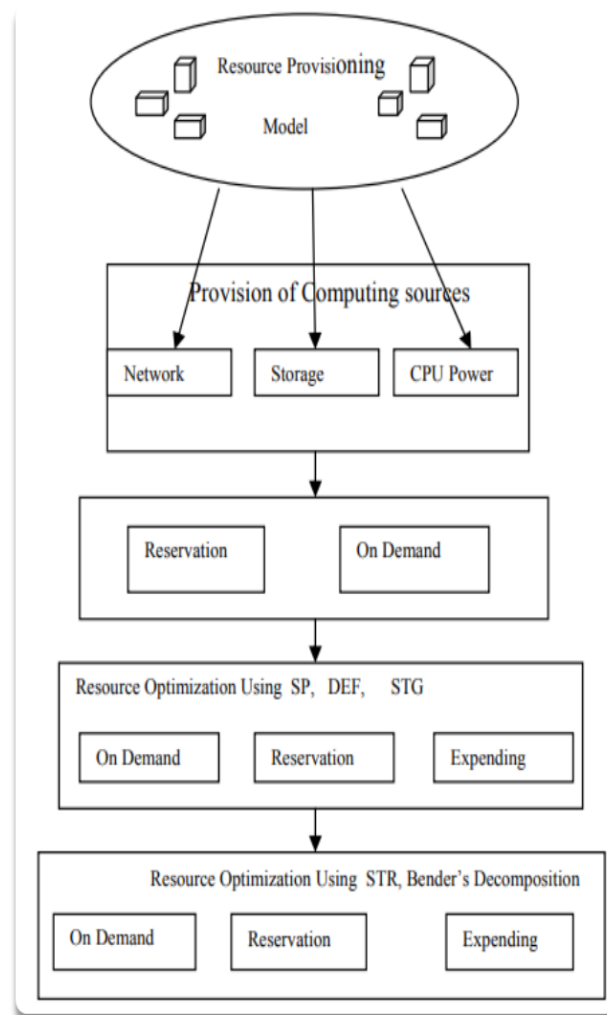 Resource Provisioning
Model
Provision of Computing sources
Network Storage CPU Power
Reservation On Demand
Resource Optimization Using SP, DEF, STG
On Demand Reservation Expending
Resource Optimization Using STR, Bender's Decomposition
On Demand Reservation Expending